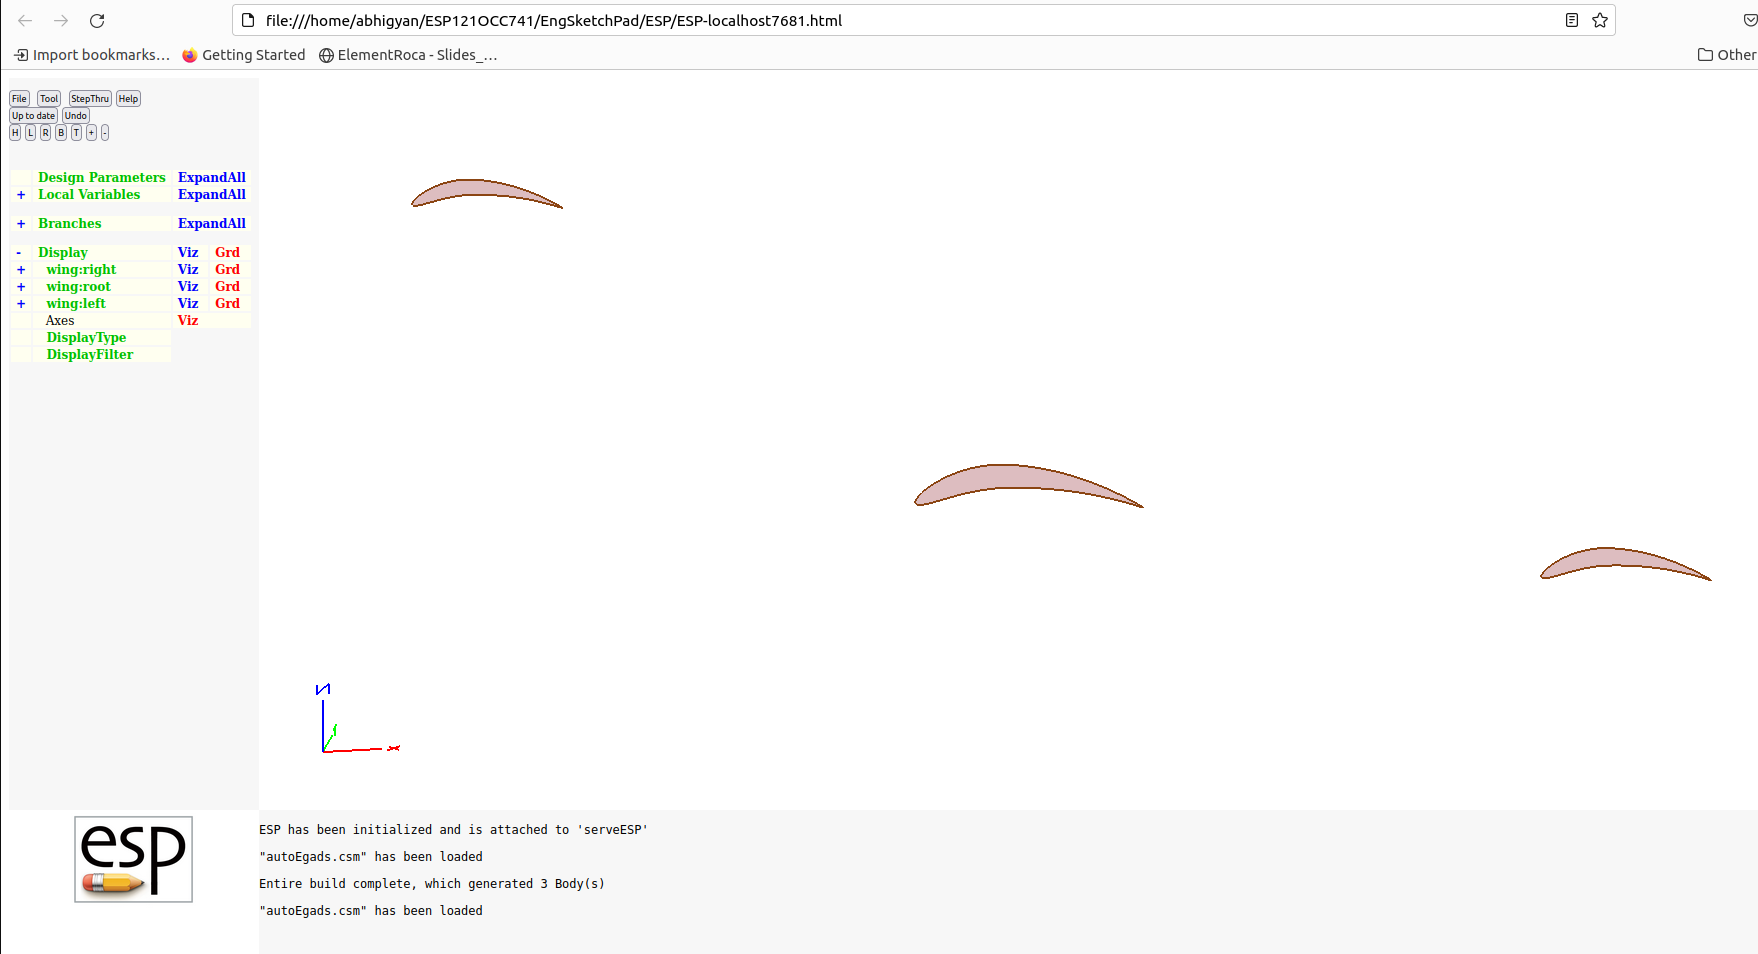 file:///home/abhigyan/ESP121OCC741/EngSketchPad/ESP/ESP-localhost7681.html
Import bookmarks... Getting Started ElementRoca - Slides_... Other
File Tool StepThru Help
Up to date Undo
H L R B T + -
Design Parameters ExpandAll
+ Local Variables ExpandAll
+ Branches ExpandAll
- Display Viz Grd
+ wing:right Viz Grd
+ wing:root Viz Grd
+ wing:left Viz Grd
Axes Viz
DisplayType
DisplayFilter
Z
Y
X
esp
ESP has been initialized and is attached to 'serveESP'
"autoEgads.csm" has been loaded
Entire build complete, which generated 3 Body(s)
"autoEgads.csm" has been loaded